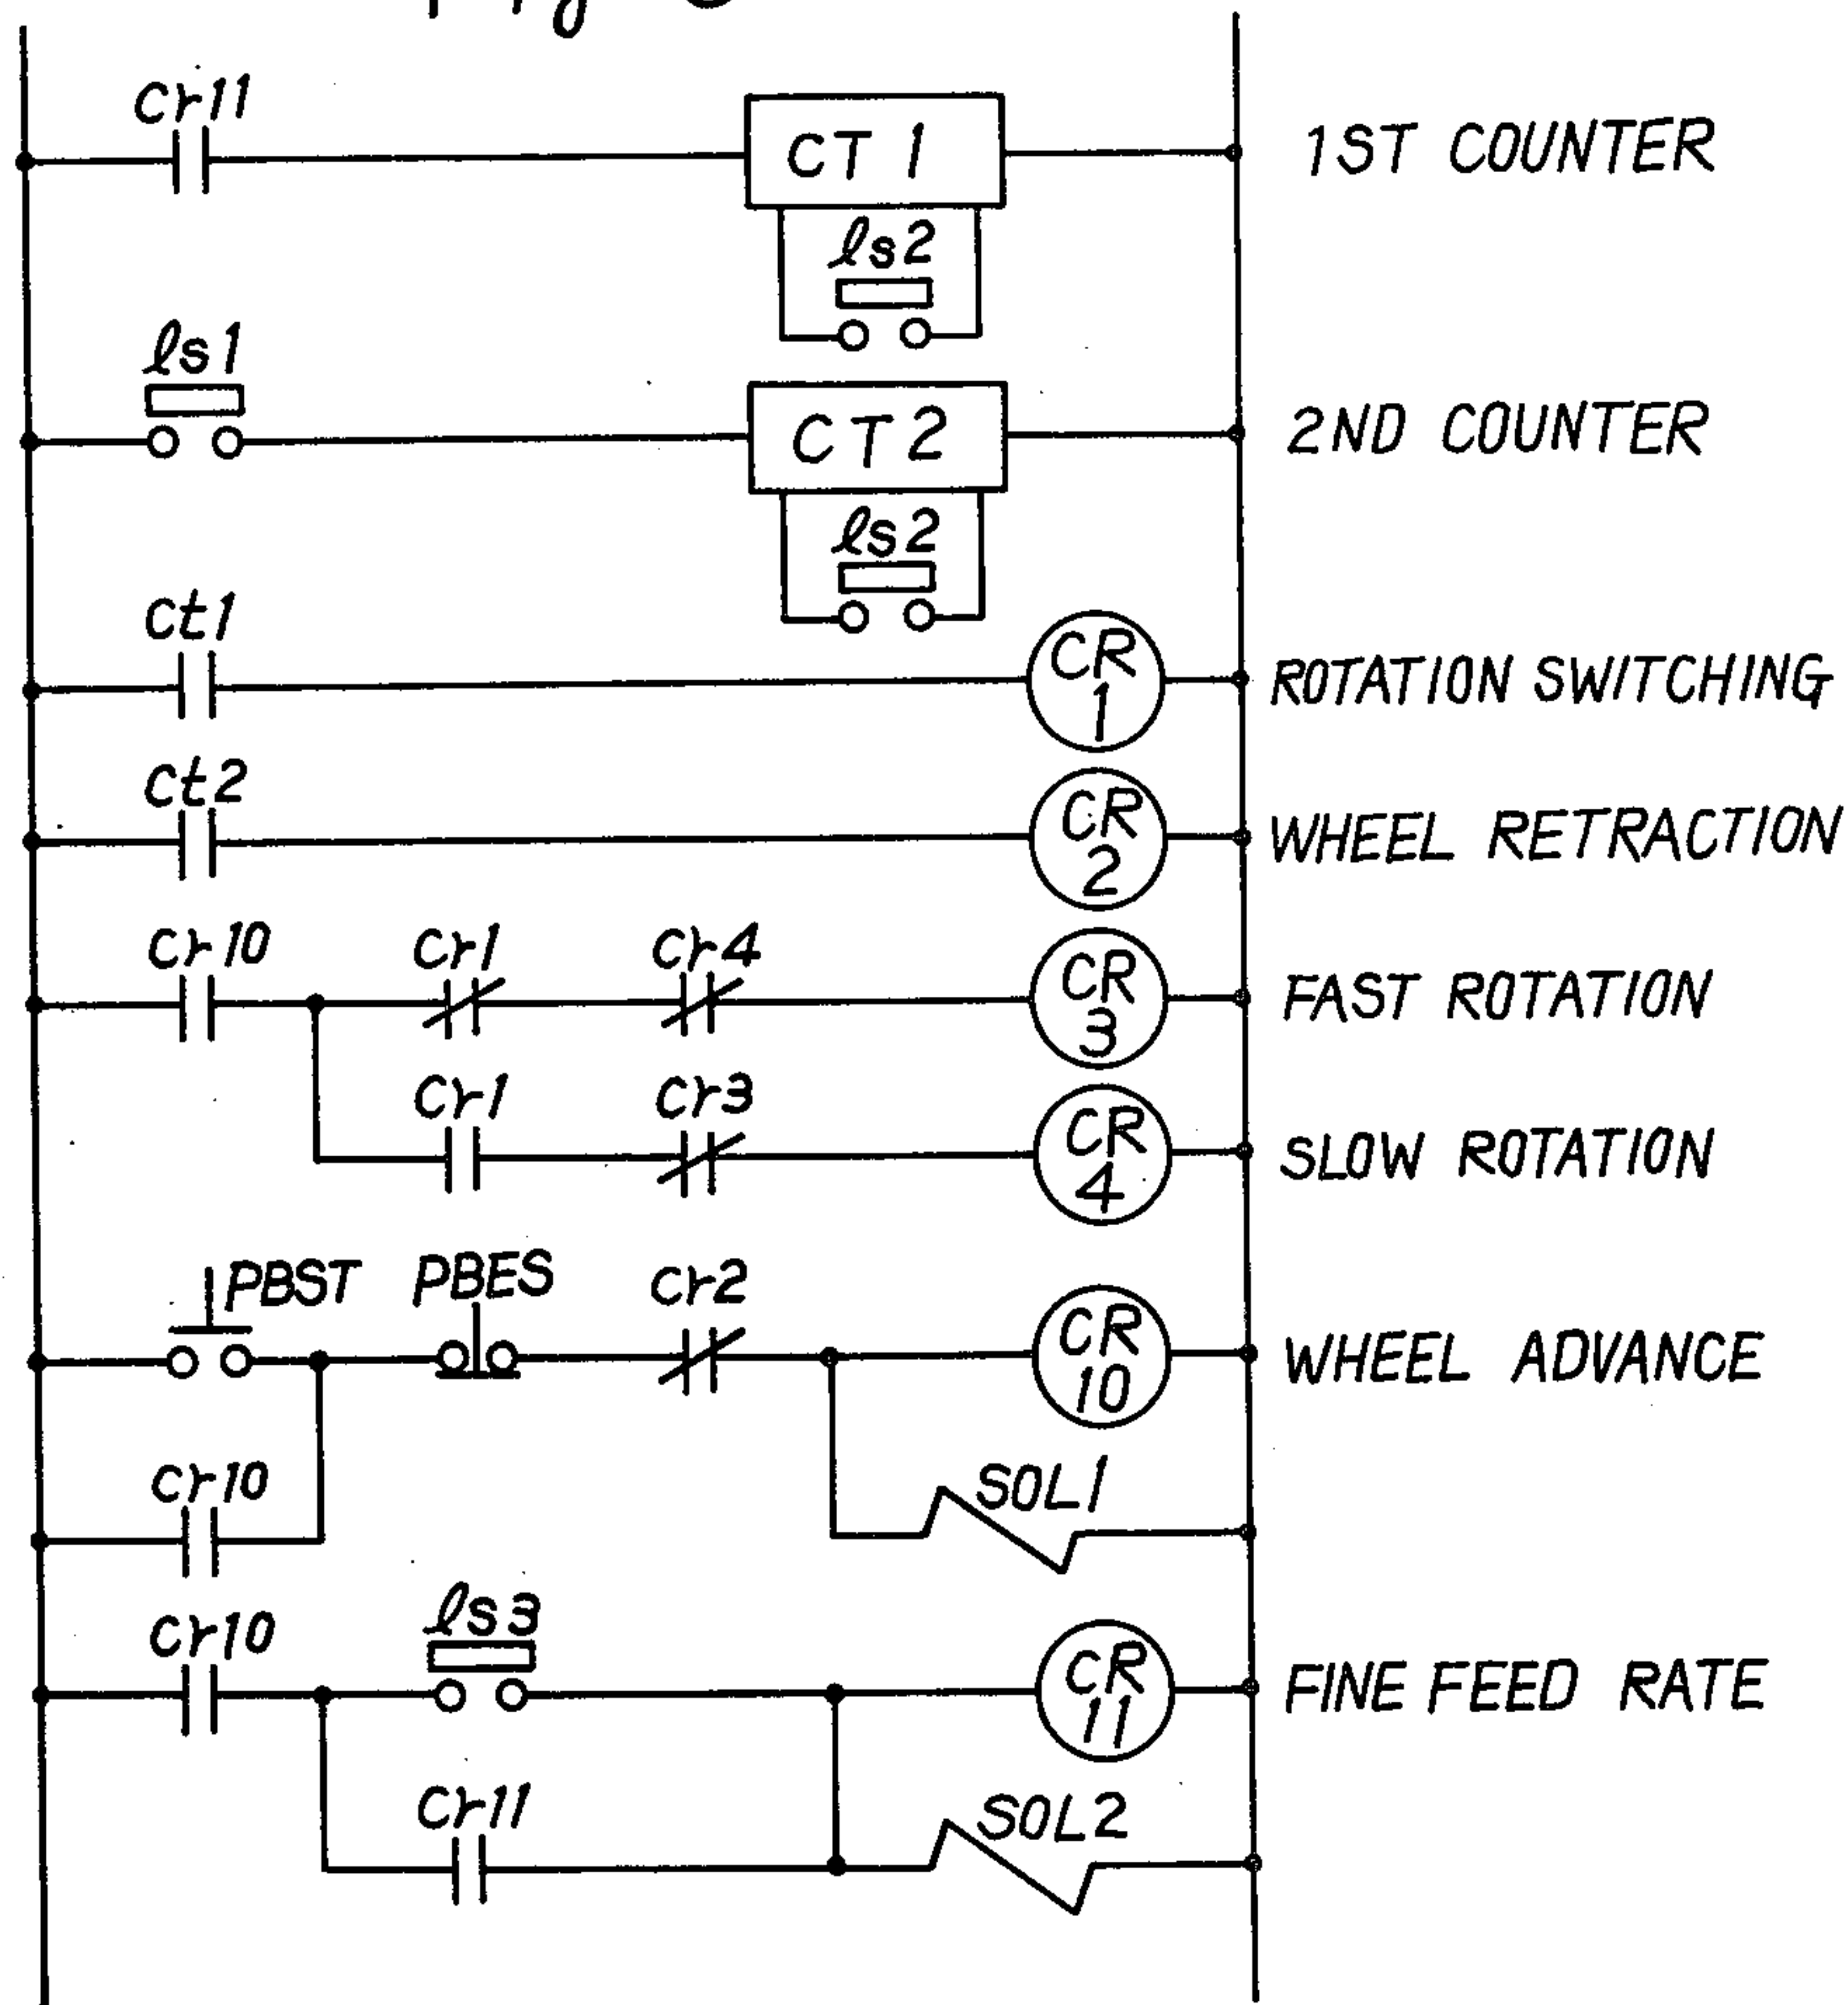 cr11
CT 1
1ST COUNTER
ls2
ls1
CT2
2ND COUNTER
ls2
ct1
CR
1
ROTATION SWITCHING
ct2
CR
2
WHEEL RETRACTION
cr10
cr1
cr4
CR
3
FAST ROTATION
cr1
cr3
CR
4
SLOW ROTATION
PBST
PBES
cr2
CR
10
WHEEL ADVANCE
cr10
SOL1
cr10
ls3
CR
11
FINE FEED RATE
cr11
SOL2